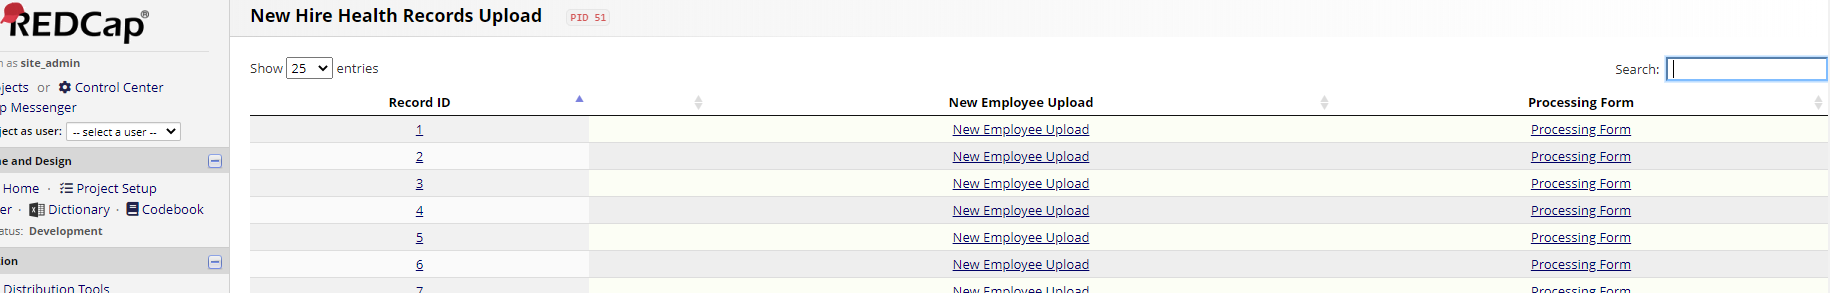 REDCap®
n as site_admin
jects or Control Center
p Messenger
ject as user: -- select a user --
ne and Design
Home · Project Setup
er · Dictionary · Codebook
atus: Development
tion
Distribution Tools
New Hire Health Records Upload PID 51
Show 25 entries
Search:
Record ID New Employee Upload Processing Form
1 New Employee Upload Processing Form
2 New Employee Upload Processing Form
3 New Employee Upload Processing Form
4 New Employee Upload Processing Form
5 New Employee Upload Processing Form
6 New Employee Upload Processing Form
7 New Employee Upload Processing Form